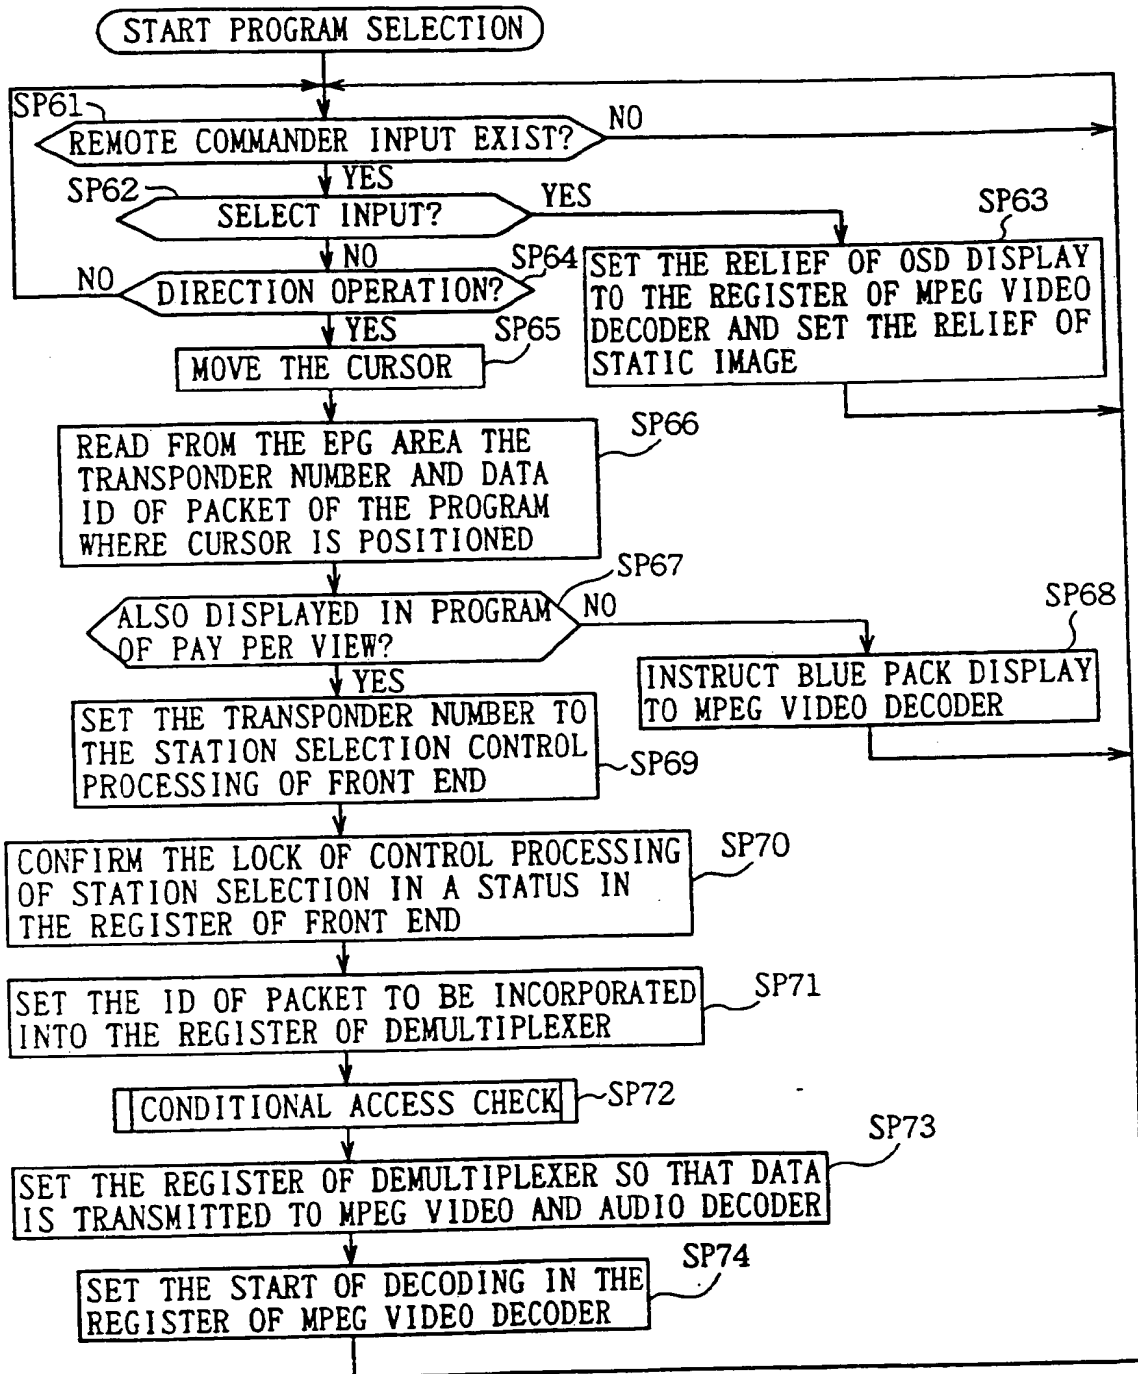 START PROGRAM SELECTION
SP61
REMOTE COMMANDER INPUT EXIST?
NO
YES
SP62
SELECT INPUT?
YES
SP63
SET THE RELIEF OF OSD DISPLAY
TO THE REGISTER OF MPEG VIDEO
DECODER AND SET THE RELIEF OF
STATIC IMAGE
NO
SP64
NO
DIRECTION OPERATION?
YES
SP65
MOVE THE CURSOR
SP66
READ FROM THE EPG AREA THE
TRANSPONDER NUMBER AND DATA
ID OF PACKET OF THE PROGRAM
WHERE CURSOR IS POSITIONED
SP67
ALSO DISPLAYED IN PROGRAM
OF PAY PER VIEW?
NO
SP68
INSTRUCT BLUE PACK DISPLAY
TO MPEG VIDEO DECODER
YES
SET THE TRANSPONDER NUMBER TO
THE STATION SELECTION CONTROL
PROCESSING OF FRONT END
SP69
CONFIRM THE LOCK OF CONTROL PROCESSING
OF STATION SELECTION IN A STATUS IN
THE REGISTER OF FRONT END
SP70
SET THE ID OF PACKET TO BE INCORPORATED
INTO THE REGISTER OF DEMULTIPLEXER
SP71
CONDITIONAL ACCESS CHECK
SP72
SP73
SET THE REGISTER OF DEMULTIPLEXER SO THAT DATA
IS TRANSMITTED TO MPEG VIDEO AND AUDIO DECODER
SP74
SET THE START OF DECODING IN THE
REGISTER OF MPEG VIDEO DECODER